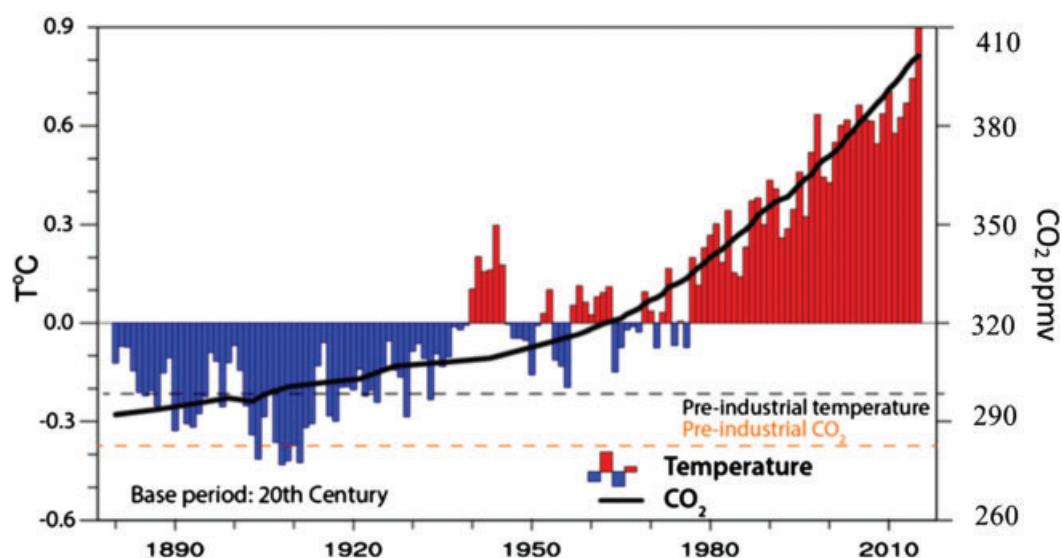 0.9
0.6
0.3
0.0
-0.3
-0.6
T°C
410
380
350
320
290
260
CO₂ ppmv
Pre-industrial temperature
Pre-industrial CO₂
Temperature
CO₂
Base period: 20th Century
1890
1920
1950
1980
2010